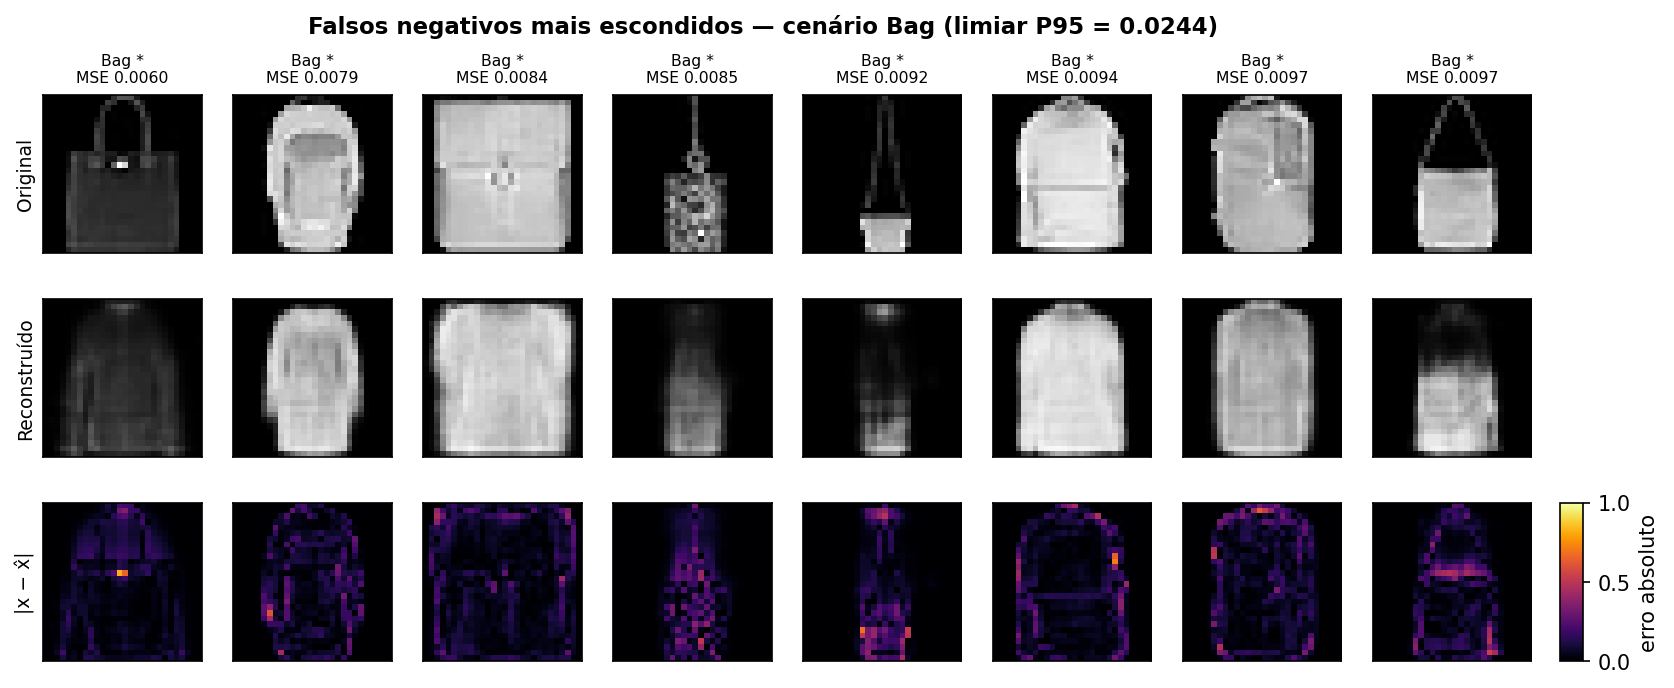 Falsos negativos mais escondidos — cenário Bag (limiar P95 = 0.0244)
Bag *
MSE 0.0060
Bag *
MSE 0.0079
Bag *
MSE 0.0084
Bag *
MSE 0.0085
Bag *
MSE 0.0092
Bag *
MSE 0.0094
Bag *
MSE 0.0097
Bag *
MSE 0.0097
Original
Reconstruído
|x − x̂|
1.0
0.5
0.0
erro absoluto